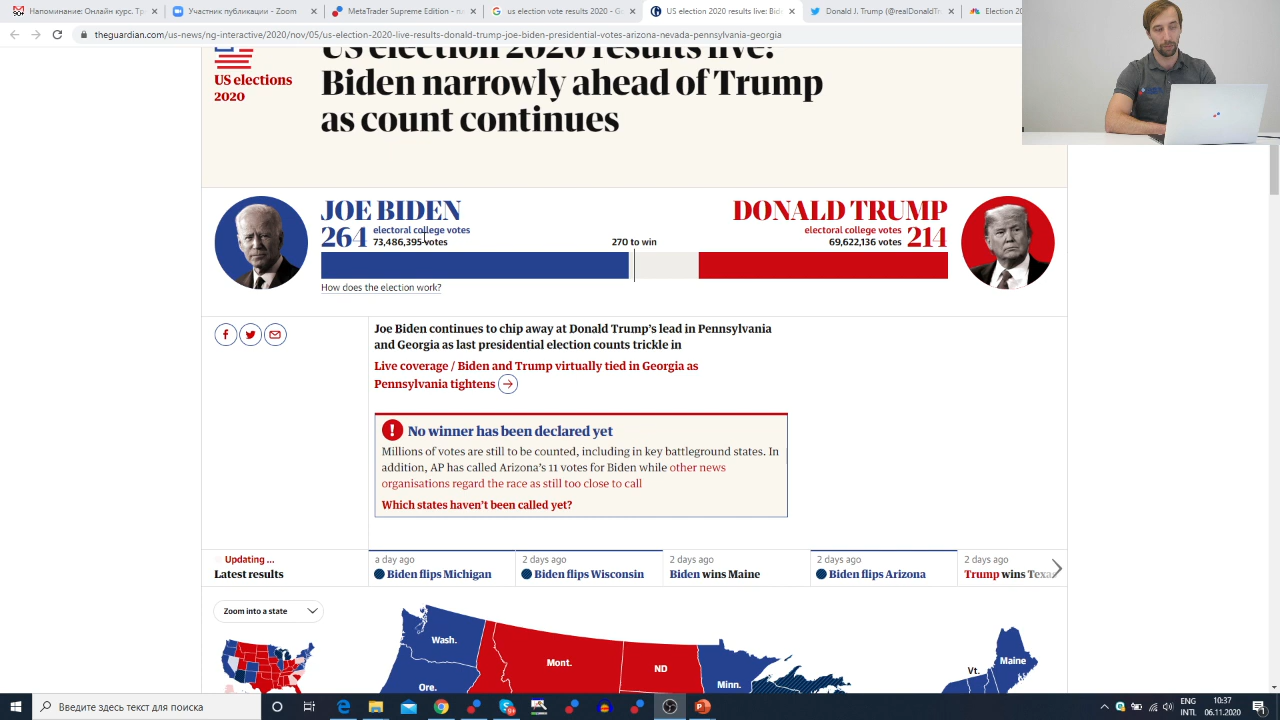 Напоминание: Онлайн курс. Тр
Входящие
MetaTrader
US election 2020 - G
US election 2020 results live: Bide
US election 2020 results live: Bid
Donald J. Trump (@realDonaldTr
Election 20
theguardian.com/us-news/ng-interactive/2020/nov/05/us-election-2020-live-results-donald-trump-joe-biden-presidential-votes-arizona-nevada-pennsylvania-georgia
US elections
2020
US election 2020 results live:
Biden narrowly ahead of Trump
as count continues
JOE BIDEN
264 electoral college votes
73,486,395 votes
270 to win
DONALD TRUMP
electoral college votes 214
69,622,136 votes
How does the election work?
Joe Biden continues to chip away at Donald Trump's lead in Pennsylvania
and Georgia as last presidential election counts trickle in
Live coverage / Biden and Trump virtually tied in Georgia as
Pennsylvania tightens
! No winner has been declared yet
Millions of votes are still to be counted, including in key battleground states. In
addition, AP has called Arizona's 11 votes for Biden while other news
organisations regard the race as still too close to call
Which states haven't been called yet?
Updating ...
Latest results
a day ago
Biden flips Michigan
2 days ago
Biden flips Wisconsin
2 days ago
Biden wins Maine
2 days ago
Biden flips Arizona
2 days ago
Trump wins Texas
Zoom into a state
Wash.
Ore.
Mont.
ND
Minn.
Vt.
Maine
Введите здесь текст для поиска
10:37
INTL 06.11.2020